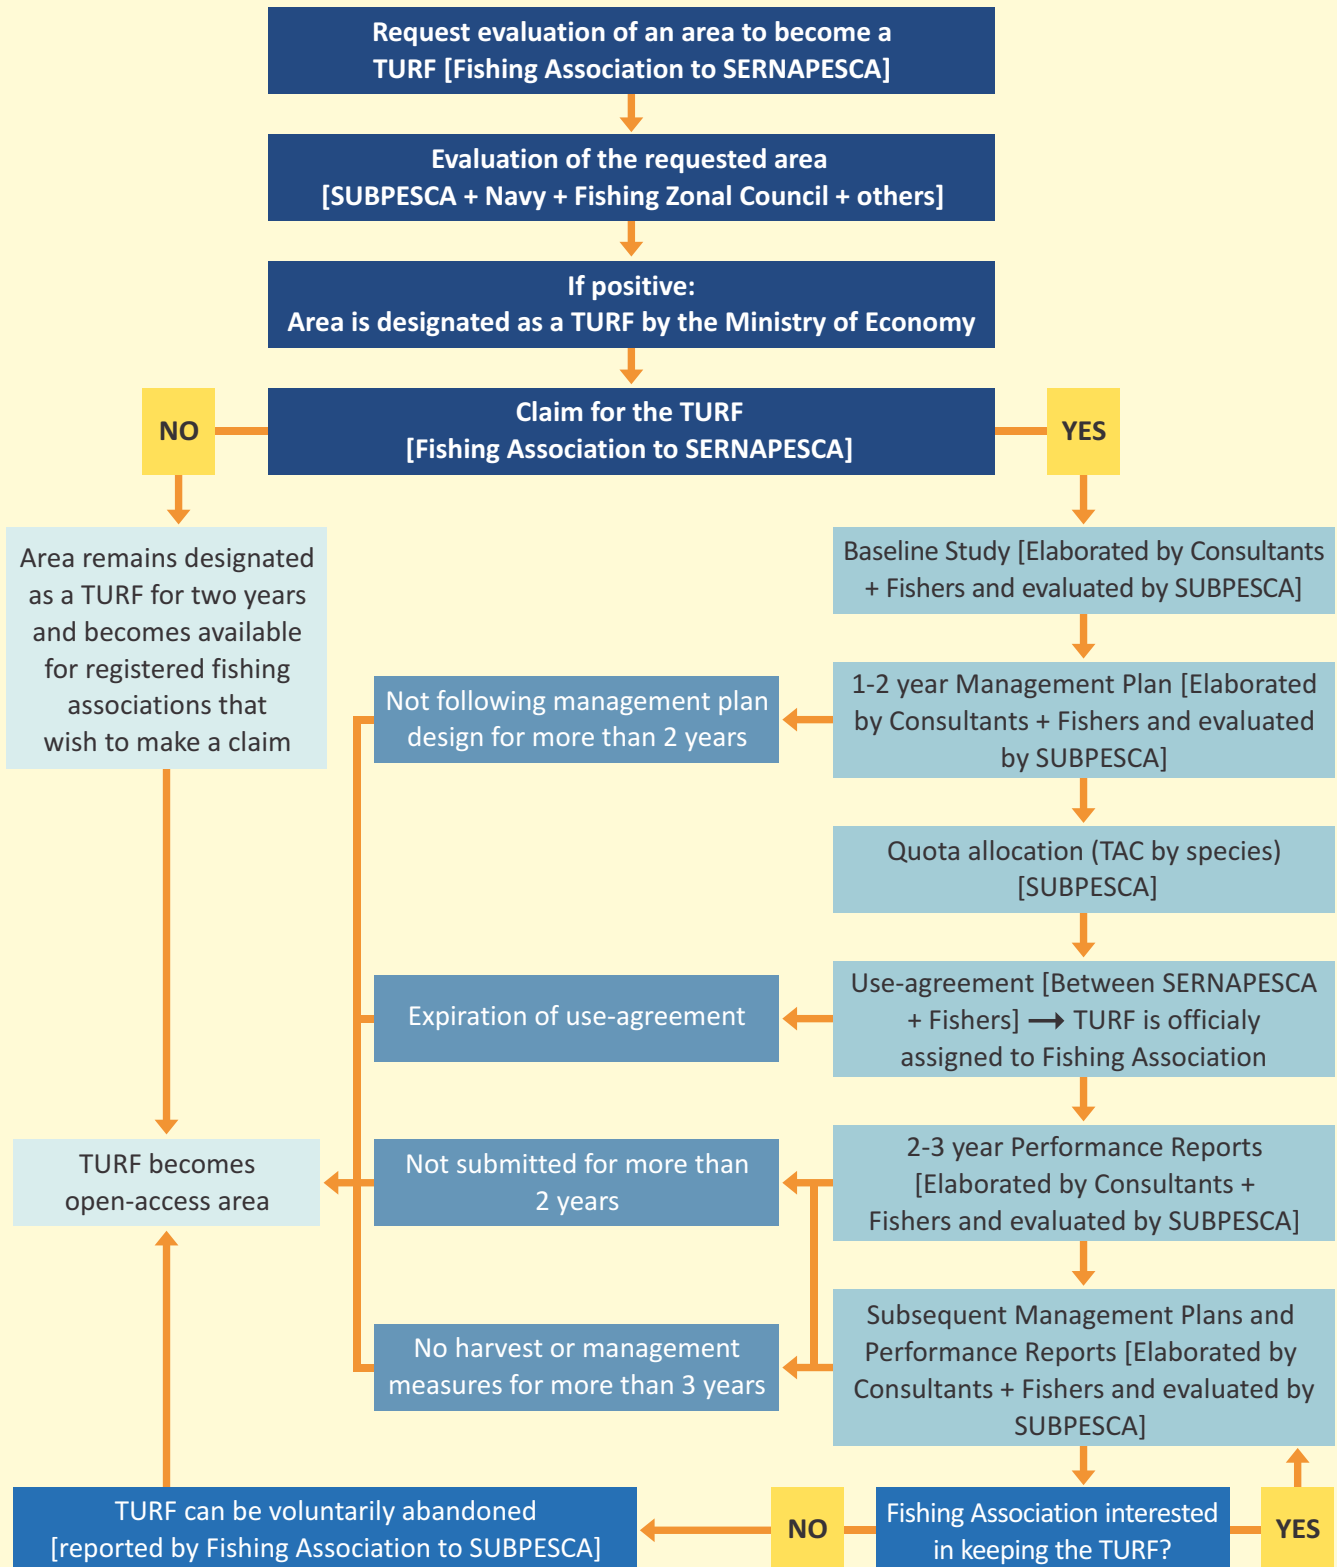 Request evaluation of an area to become a
TURF [Fishing Association to SERNAPESCA]
Evaluation of the requested area
[SUBPESCA + Navy + Fishing Zonal Council + others]
If positive:
Area is designated as a TURF by the Ministry of Economy
Claim for the TURF
[Fishing Association to SERNAPESCA]
NO
YES
Area remains designated
as a TURF for two years
and becomes available
for registered fishing
associations that
wish to make a claim
Baseline Study [Elaborated by Consultants
+ Fishers and evaluated by SUBPESCA]
Not following management plan
design for more than 2 years
1-2 year Management Plan [Elaborated
by Consultants + Fishers and evaluated
by SUBPESCA]
Quota allocation (TAC by species)
[SUBPESCA]
Expiration of use-agreement
Use-agreement [Between SERNAPESCA
+ Fishers] → TURF is officialy
assigned to Fishing Association
TURF becomes
open-access area
Not submitted for more than
2 years
2-3 year Performance Reports
[Elaborated by Consultants +
Fishers and evaluated by SUBPESCA]
No harvest or management
measures for more than 3 years
Subsequent Management Plans and
Performance Reports [Elaborated by
Consultants + Fishers and evaluated by
SUBPESCA]
TURF can be voluntarily abandoned
[reported by Fishing Association to SUBPESCA]
NO
Fishing Association interested
in keeping the TURF?
YES